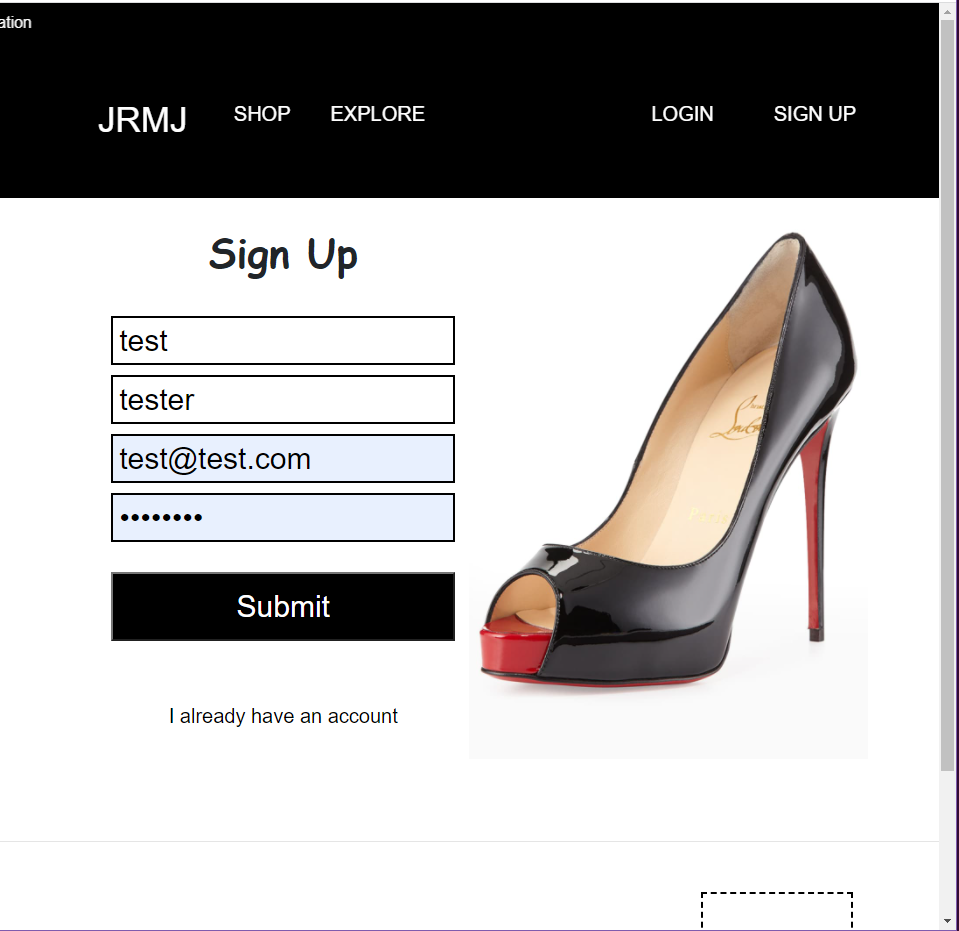 ation
JRMJ SHOP EXPLORE LOGIN SIGN UP
Sign Up
test
tester
test@test.com
••••••••
Submit
I already have an account